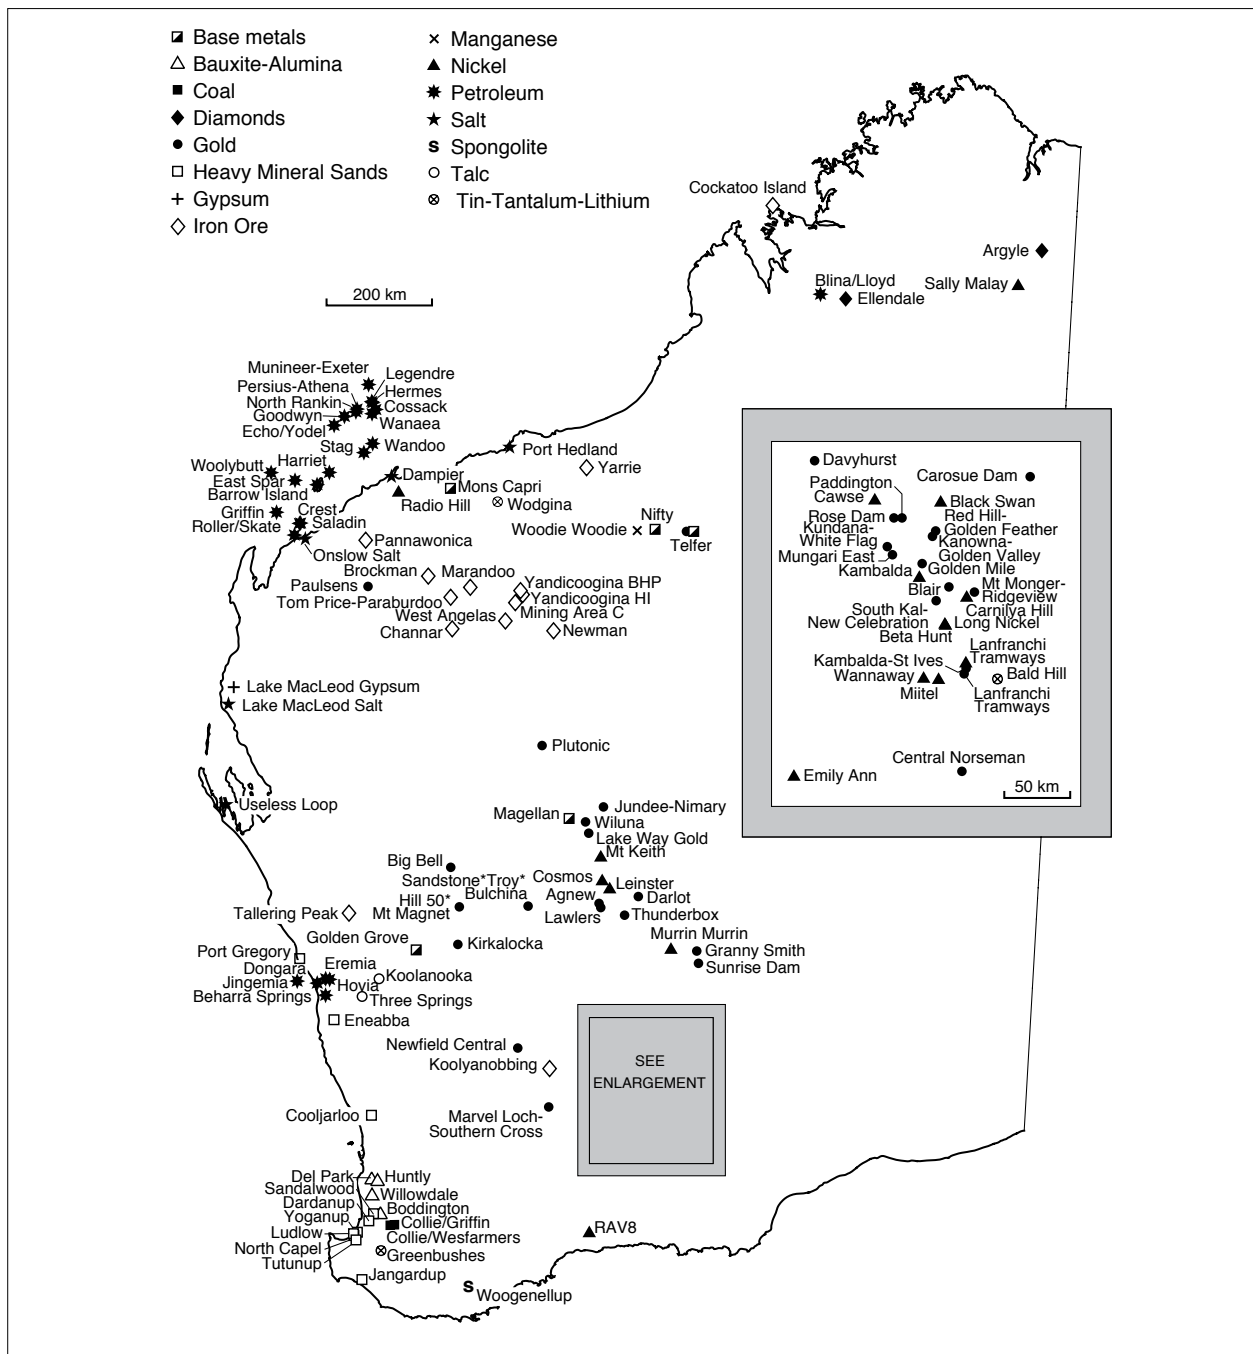 Base metals
Bauxite-Alumina
Coal
Diamonds
Gold
Heavy Mineral Sands
Gypsum
Iron Ore
Manganese
Nickel
Petroleum
Salt
S Spongolite
Talc
Tin-Tantalum-Lithium
200 km
Cockatoo Island
Argyle
Blina/Lloyd
Sally Malay
Ellendale
Munineer-Exeter
Legendre
Persius-Athena
Hermes
North Rankin
Cossack
Goodwyn
Wanaea
Echo/Yodel
Stag
Wandoo
Port Hedland
Woolybutt
Harriet
Yarrie
East Spar
Dampier
Mons Capri
Barrow Island
Radio Hill
Wodgina
Griffin
Crest
Nifty
Roller/Skate
Saladin
Woodie Woodie
Telfer
Pannawonica
Onslow Salt
Brockman
Marandoo
Yandicoogina BHP
Paulsens
Yandicoogina HI
Tom Price-Paraburdoo
Mining Area C
West Angelas
Channar
Newman
Lake MacLeod Gypsum
Lake MacLeod Salt
Plutonic
Useless Loop
Jundee-Nimary
Magellan
Wiluna
Lake Way Gold
Mt Keith
Big Bell
Sandstone*Troy*
Cosmos
Leinster
Hill 50*
Bulchina
Agnew
Darlot
Mt Magnet
Lawlers
Thunderbox
Tallering Peak
Murrin Murrin
Golden Grove
Kirkalocka
Granny Smith
Port Gregory
Sunrise Dam
Dongara
Eremia
Jingemia
Koolanooka
Hovia
Beharra Springs
Three Springs
Eneabba
Newfield Central
Koolyanobbing
SEE
ENLARGEMENT
Cooljarloo
Marvel Loch-
Southern Cross
Del Park
Huntly
Sandalwood
Willowdale
Dardanup
Boddington
Yoganup
Collie/Griffin
Ludlow
Collie/Wesfarmers
North Capel
Greenbushes
Tutunup
Jangardup
RAV8
S
Woogenellup
Davyhurst
Carosue Dam
Paddington
Cawse
Black Swan
Rose Dam
Red Hill-
Golden Feather
Kundana-
White Flag
Kanowna-
Golden Valley
Mungari East
Golden Mile
Kambalda
Blair
Mt Monger-
Ridgeview
South Kal-
New Celebration
Carnilya Hill
Beta Hunt
Long Nickel
Lanfranchi
Tramways
Kambalda-St Ives
Wannaway
Bald Hill
Miitel
Lanfranchi
Tramways
Central Norseman
Emily Ann
50 km